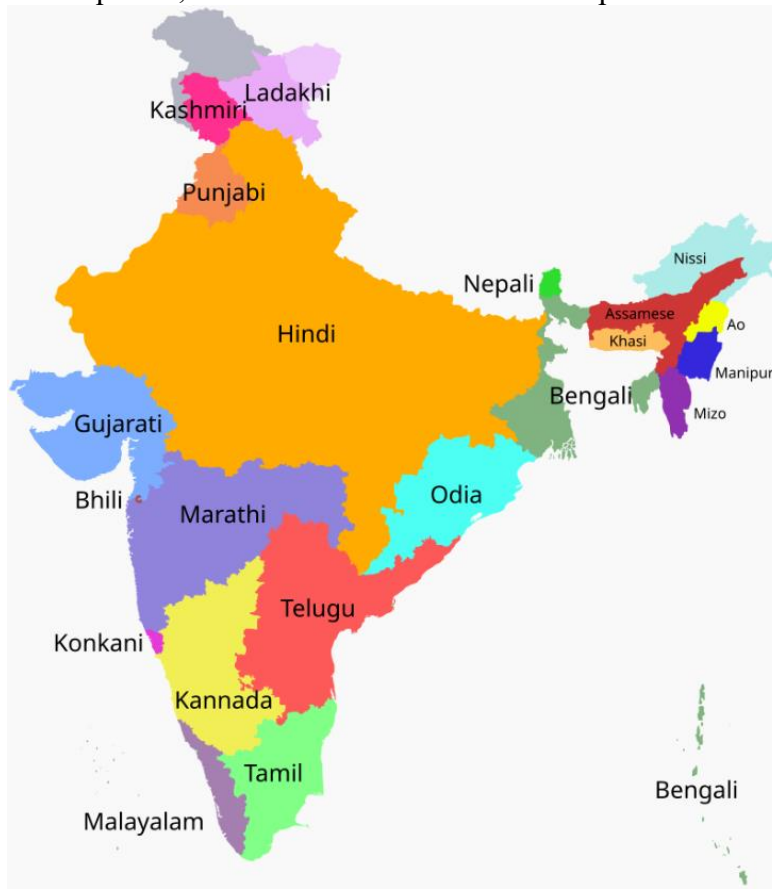 Ladakhi
Kashmiri
Punjabi
Nissi
Nepali
Assamese
Ao
Hindi
Khasi
Manipur
Bengali
Mizo
Gujarati
Odia
Bhili
Marathi
Telugu
Konkani
Kannada
Tamil
Bengali
Malayalam